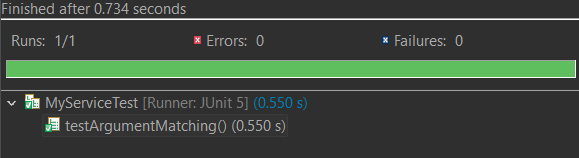 Finished after 0.734 seconds
Runs: 1/1 Errors: 0 Failures: 0
MyServiceTest [Runner: JUnit 5] (0.550 s)
testArgumentMatching() (0.550 s)